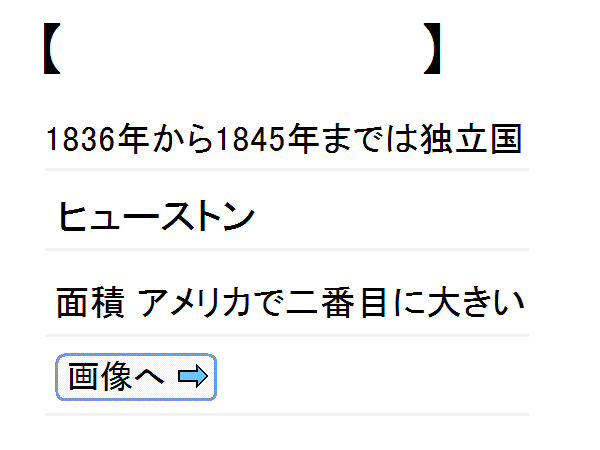 【　　　　　　　　】
1836年から1845年までは独立国
ヒューストン
面積 アメリカで二番目に大きい
画像へ ⇨